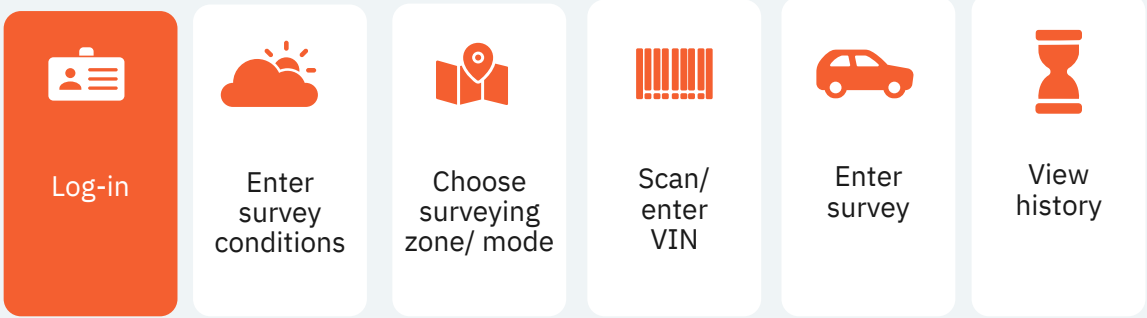 Log-in
Enter
survey
conditions
Choose
surveying
zone/ mode
Scan/
enter
VIN
Enter
survey
View
history